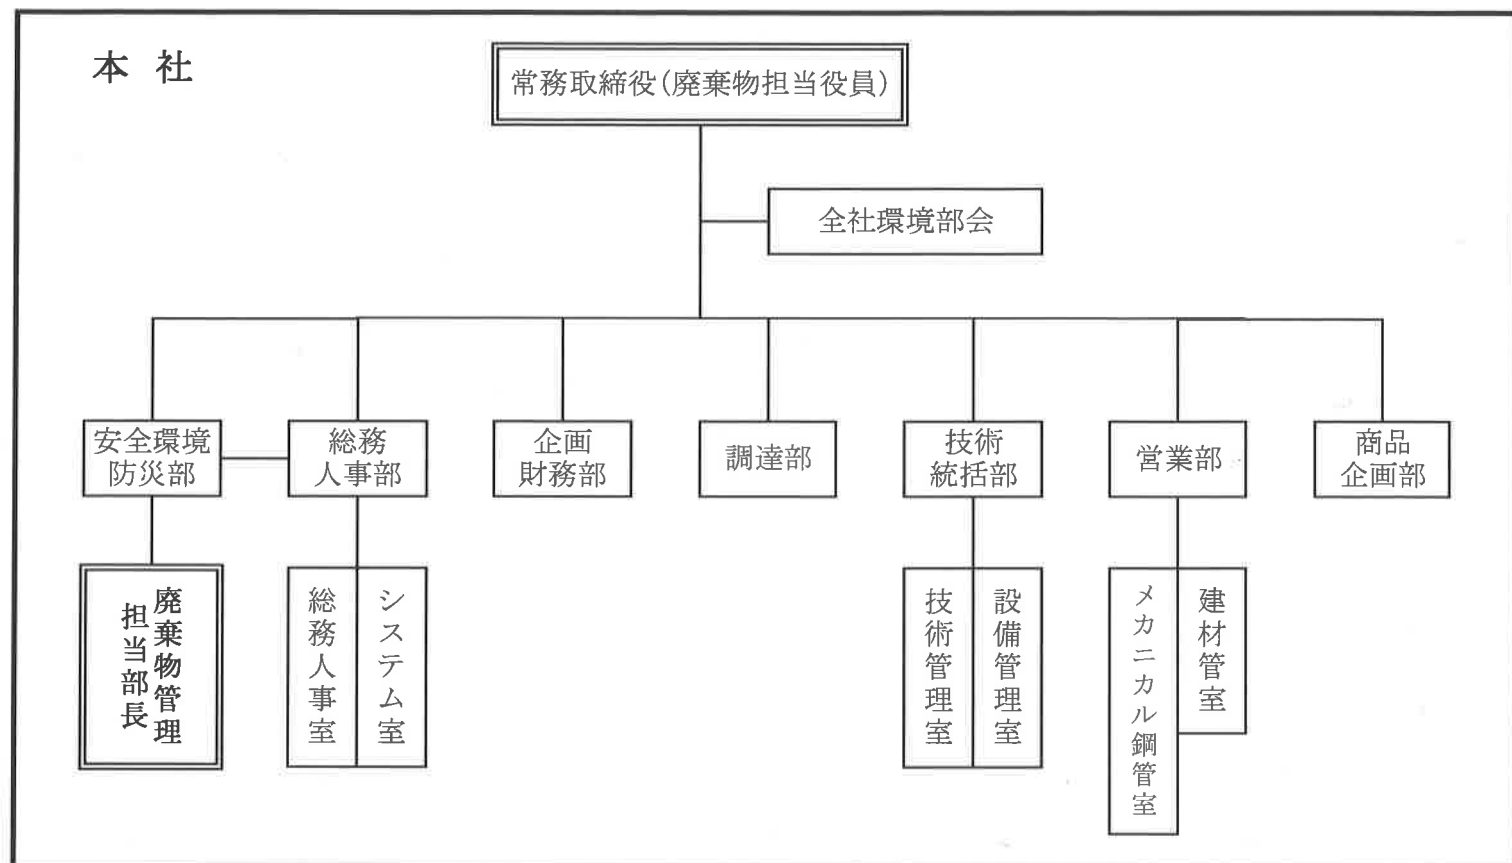 本社
常務取締役(廃棄物担当役員)
全社環境部会
安全環境
防災部
総務
人事部
企画
財務部
調達部
技術
統括部
営業部
商品
企画部
廃棄物管理
担当部長
総務人事室
システム室
技術管理室
設備管理室
メカニカル鋼管室
建材管室